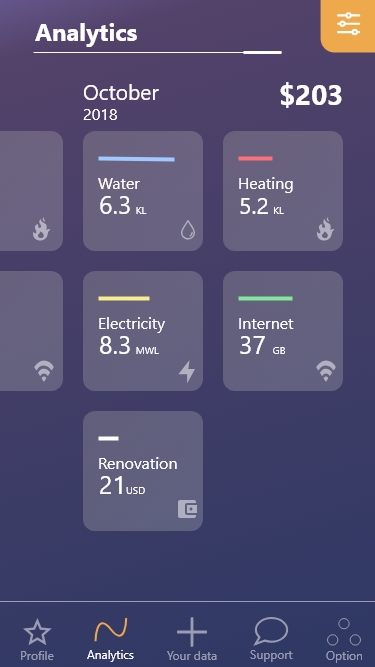 Analytics
October
$203
2018
Water
6.3 KL
Heating
5.2 KL
Electricity
8.3 MWL
Internet
37 GB
Renovation
21USD
Profile
Analytics
Your data
Support
Option